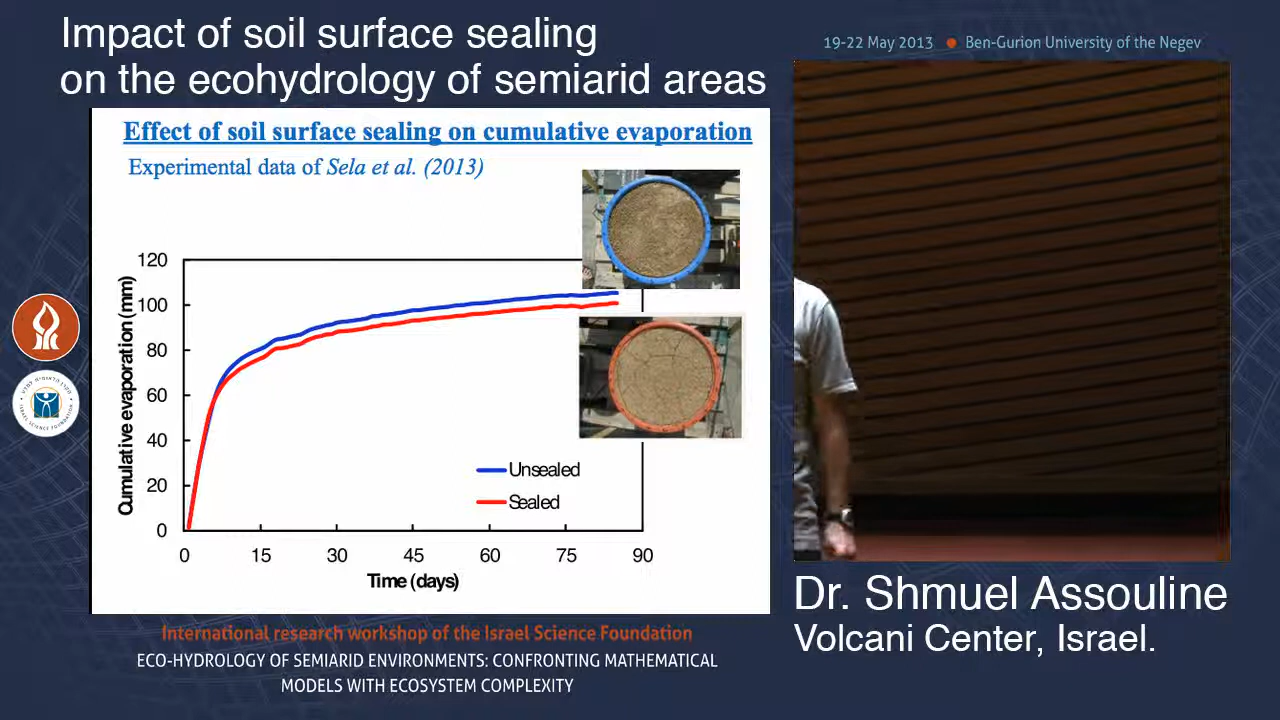 Impact of soil surface sealing
on the ecohydrology of semiarid areas
19-22 May 2013 ● Ben-Gurion University of the Negev
Effect of soil surface sealing on cumulative evaporation
Experimental data of Sela et al. (2013)
Cumulative evaporation (mm)
120
100
80
60
40
20
0
Unsealed
Sealed
0 15 30 45 60 75 90
Time (days)
Dr. Shmuel Assouline
Volcani Center, Israel.
International research workshop of the Israel Science Foundation
ECO-HYDROLOGY OF SEMIARID ENVIRONMENTS: CONFRONTING MATHEMATICAL
MODELS WITH ECOSYSTEM COMPLEXITY